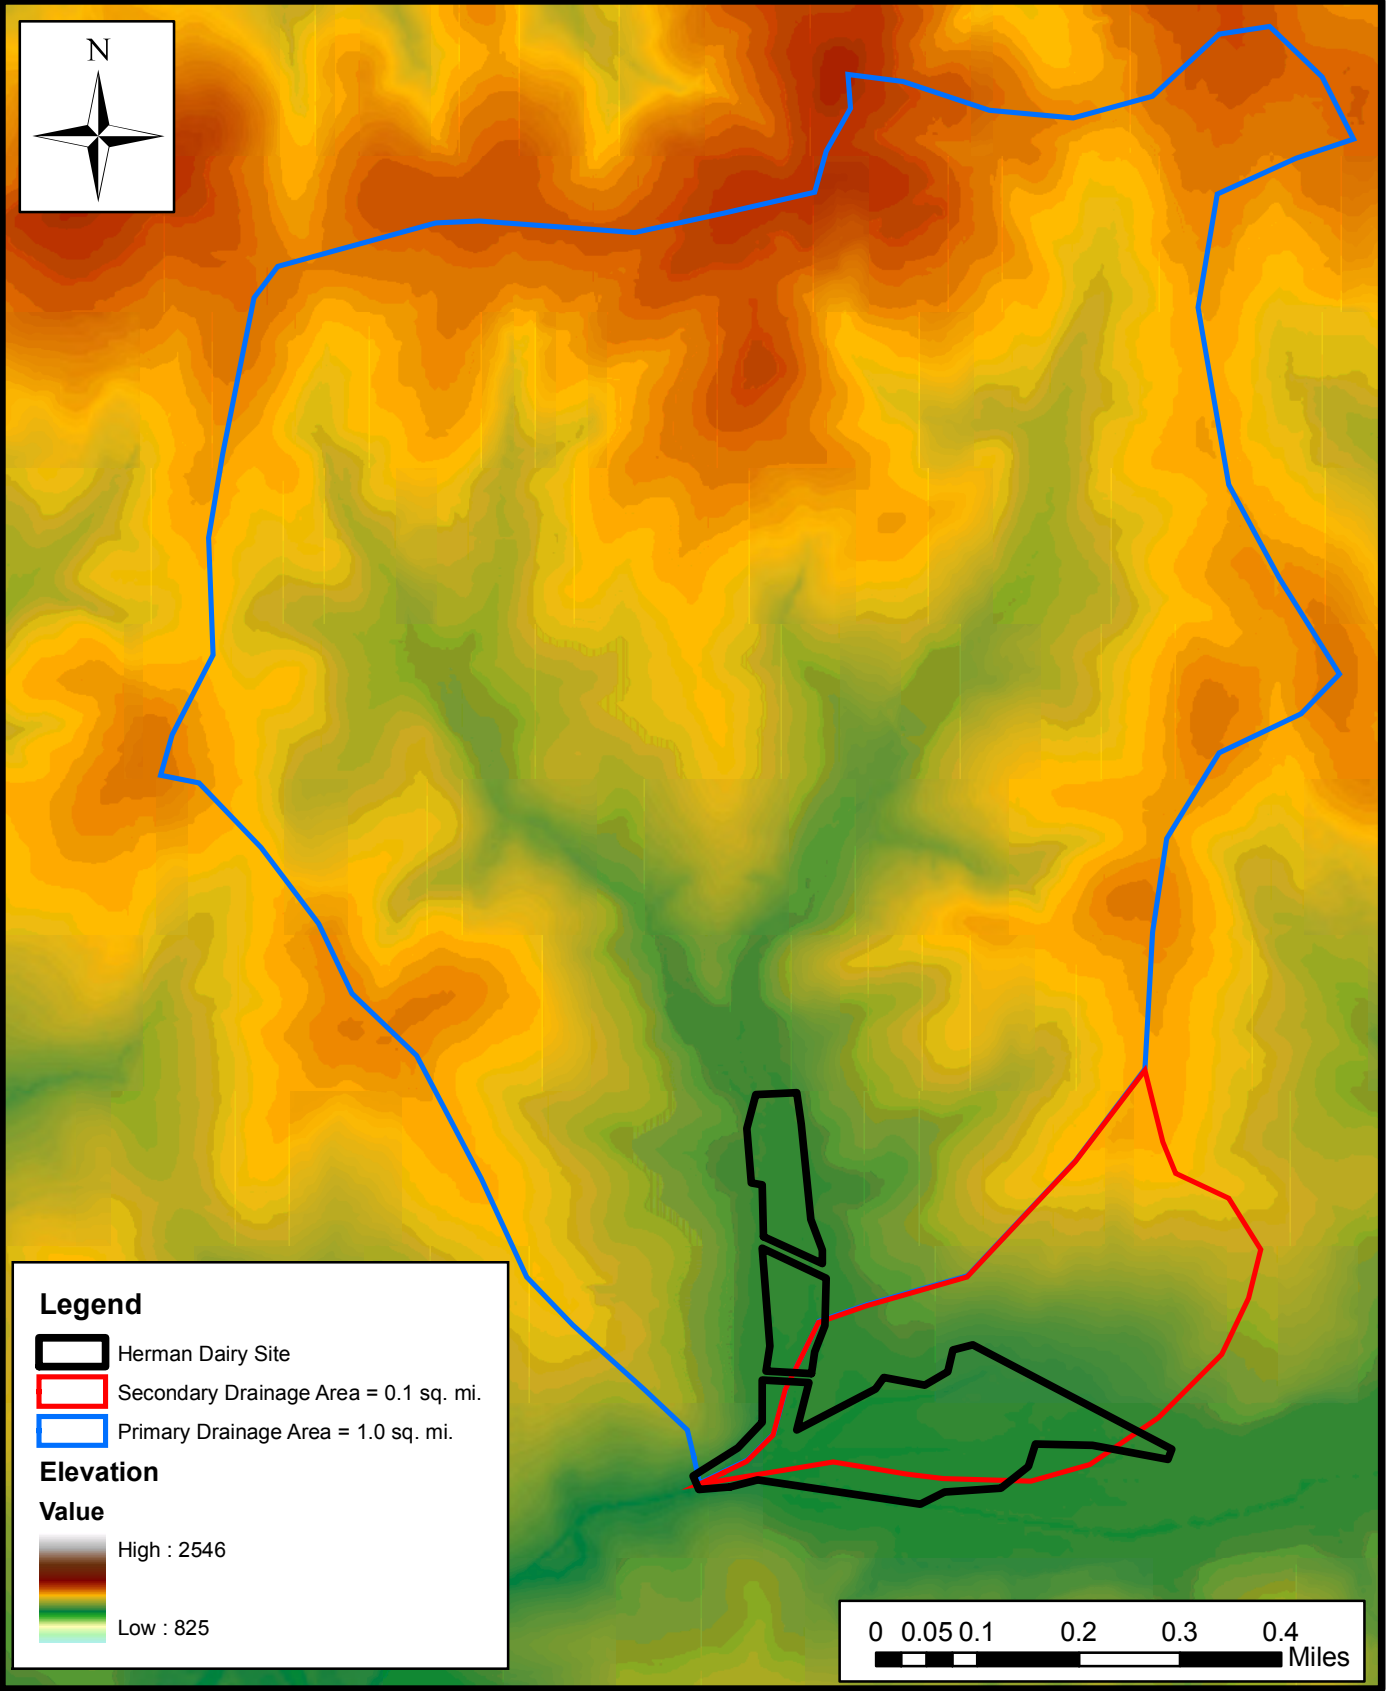 N
Legend
Herman Dairy Site
Secondary Drainage Area = 0.1 sq. mi.
Primary Drainage Area = 1.0 sq. mi.
Elevation
Value
High : 2546
Low : 825
0 0.05 0.1 0.2 0.3 0.4
Miles